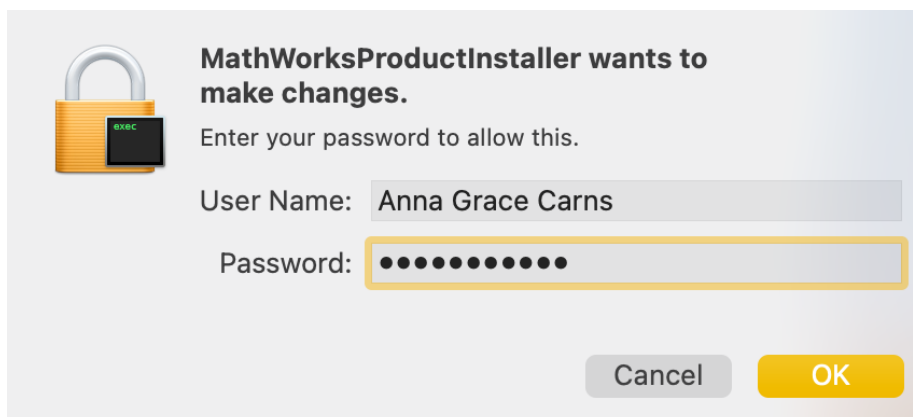 MathWorksProductInstaller wants to
make changes.
exec
Enter your password to allow this.
User Name: Anna Grace Carns
Password: ●●●●●●●●●●●
Cancel OK